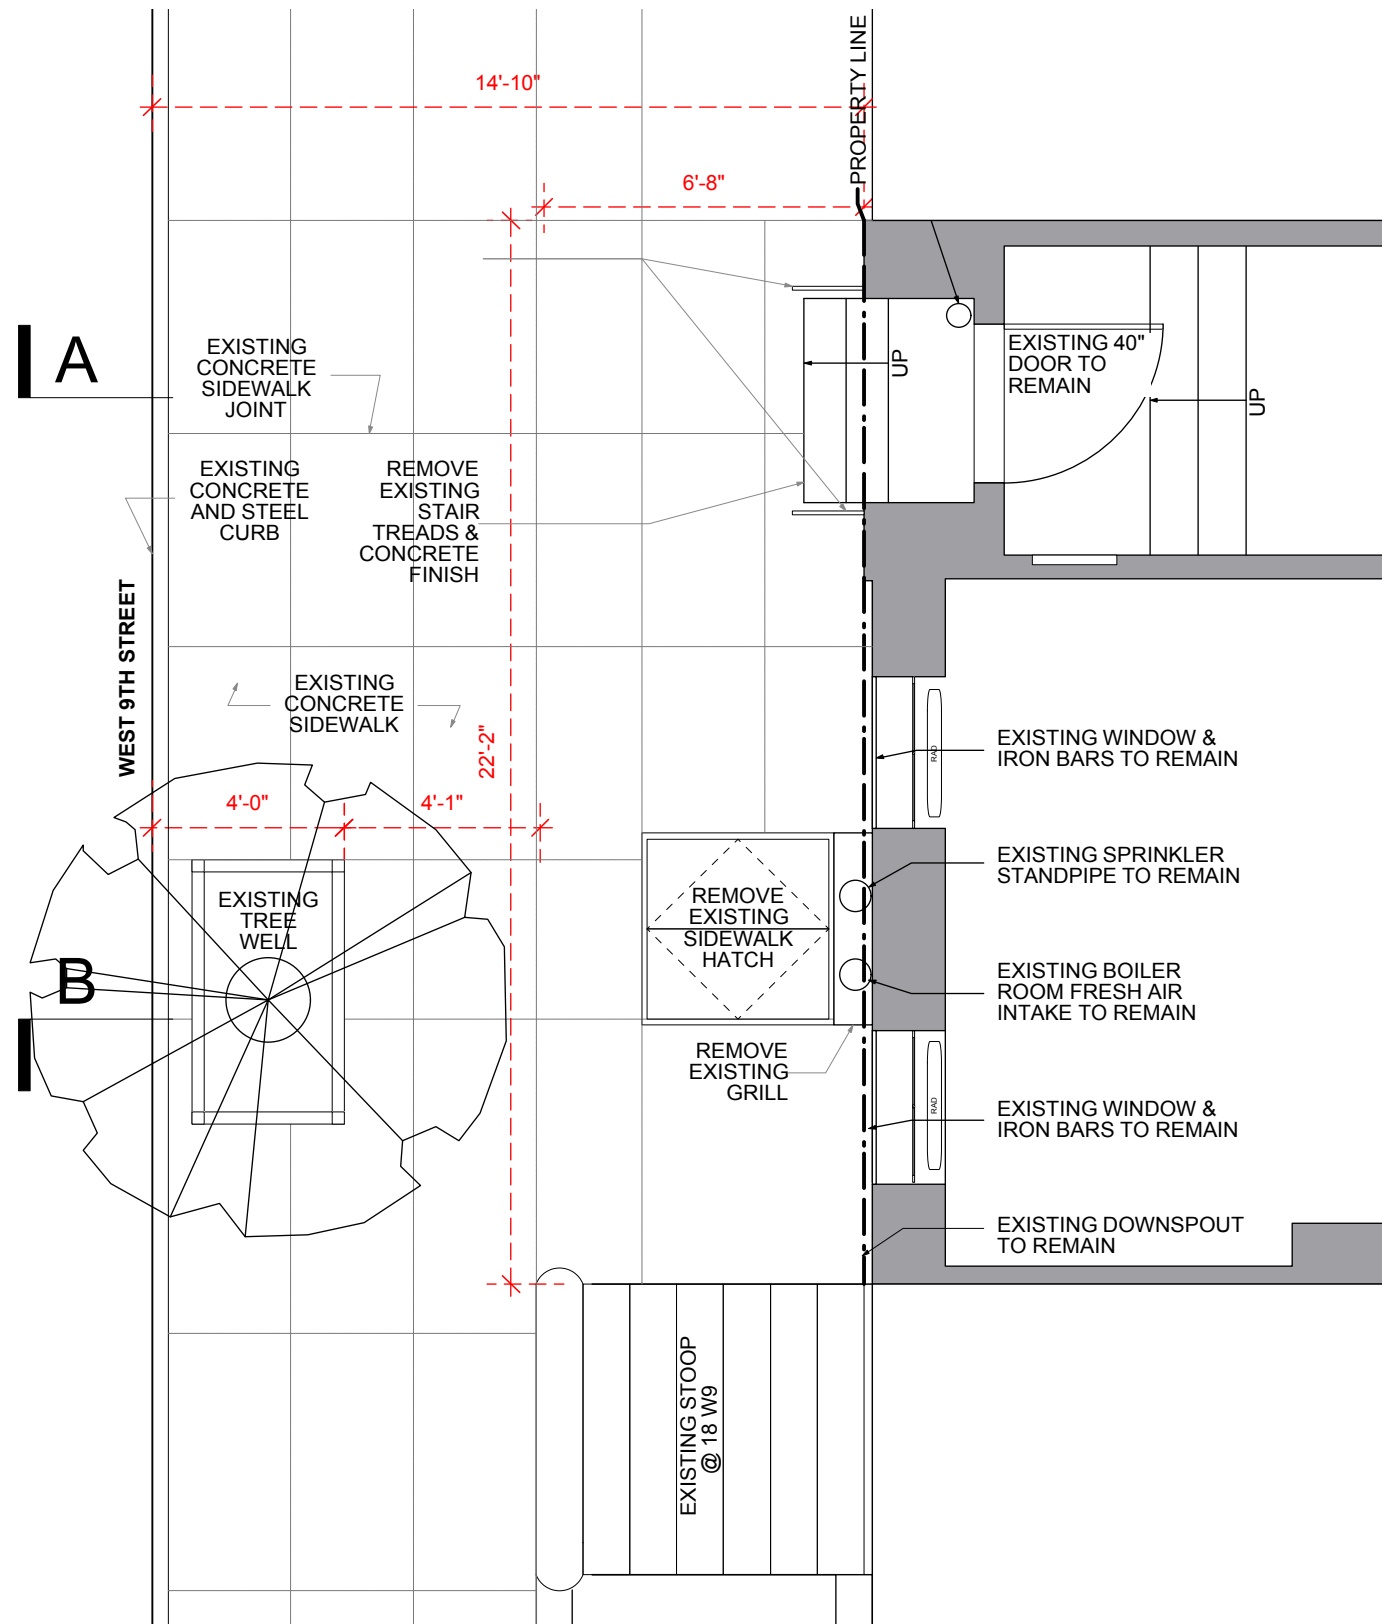 14'-10"
PROPERTY LINE
6'-8"
A
EXISTING
CONCRETE
SIDEWALK
JOINT
UP
EXISTING 40"
DOOR TO
REMAIN
UP
EXISTING
CONCRETE
AND STEEL
CURB
REMOVE
EXISTING
STAIR
TREADS &
CONCRETE
FINISH
WEST 9TH STREET
EXISTING
CONCRETE
SIDEWALK
22'-2"
RAD
EXISTING WINDOW &
IRON BARS TO REMAIN
4'-0"
4'-1"
EXISTING
TREE
WELL
REMOVE
EXISTING
SIDEWALK
HATCH
EXISTING SPRINKLER
STANDPIPE TO REMAIN
B
EXISTING BOILER
ROOM FRESH AIR
INTAKE TO REMAIN
REMOVE
EXISTING
GRILL
RAD
EXISTING WINDOW &
IRON BARS TO REMAIN
EXISTING DOWNSPOUT
TO REMAIN
EXISTING STOOP
@ 18 W9